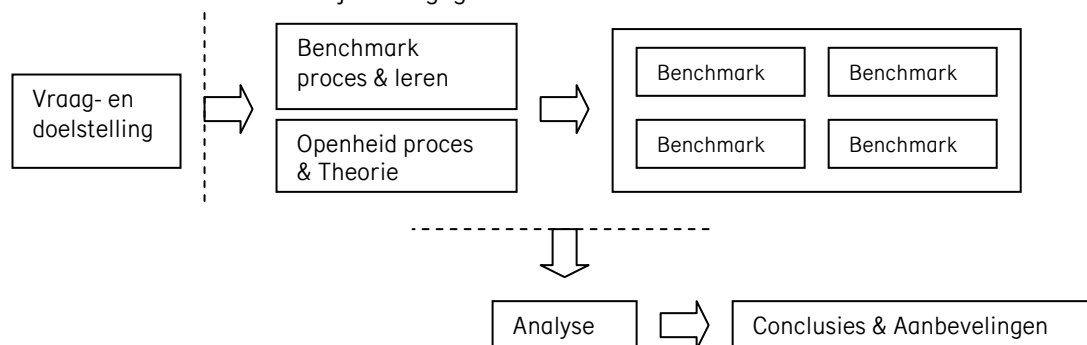 Vraag- en
doelstelling
Benchmark
proces & leren
Openheid proces
& Theorie
Benchmark
Benchmark
Benchmark
Benchmark
Analyse
Conclusies & Aanbevelingen